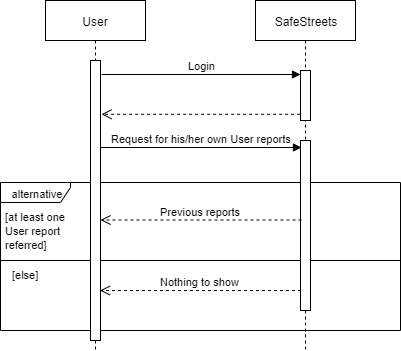 User
SafeStreets
Login
Request for his/her own User reports
alternative
[at least one
User report
referred]
Previous reports
[else]
Nothing to show